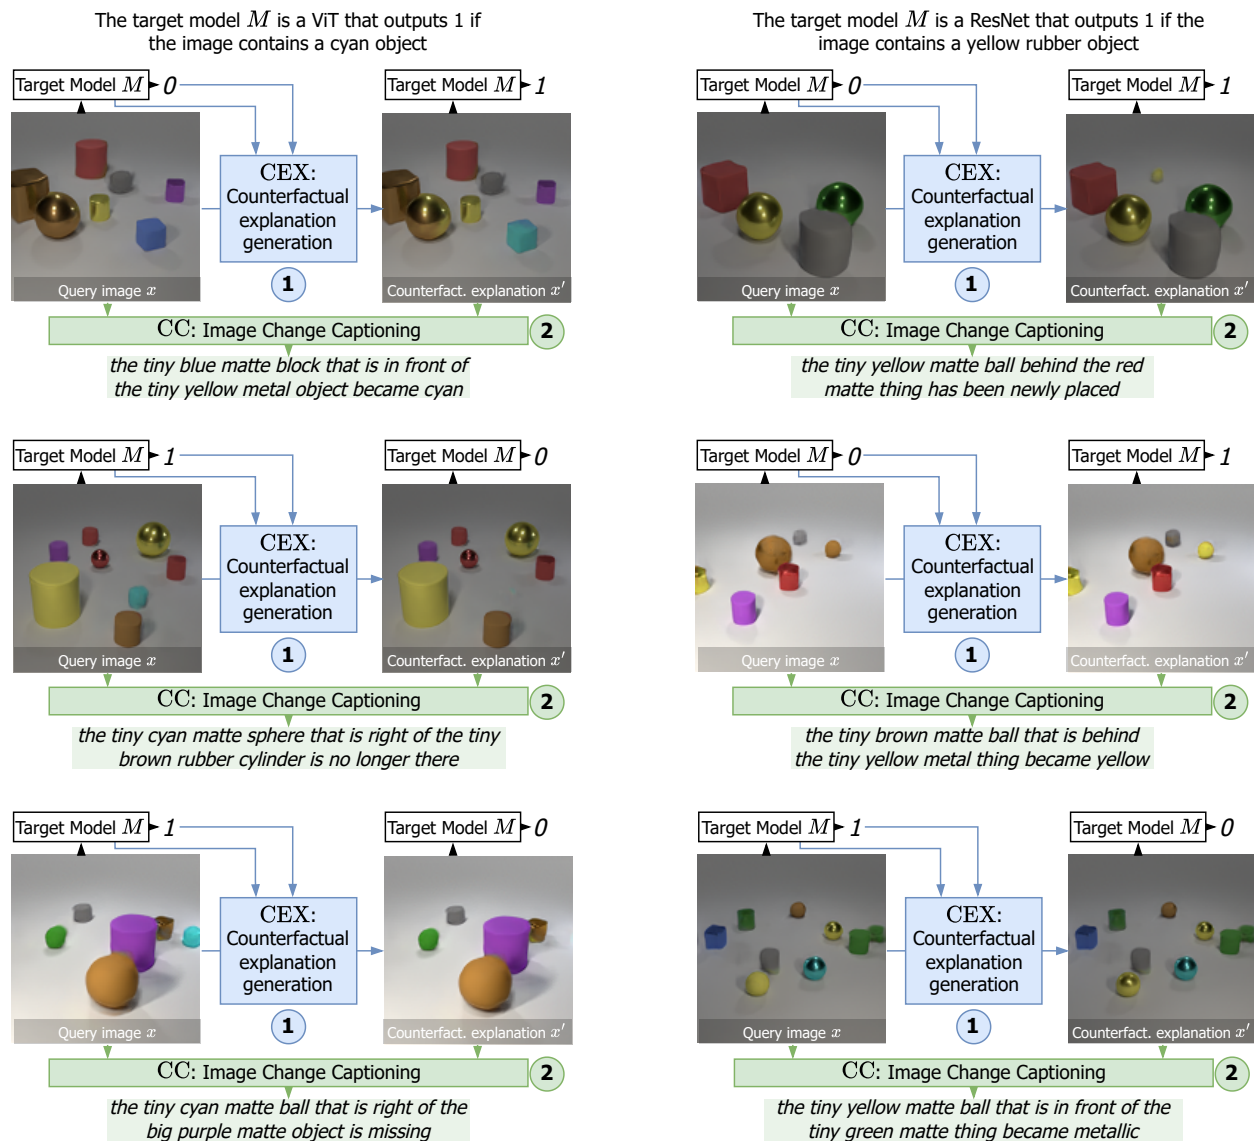 The target model M is a ViT that outputs 1 if
the image contains a cyan object
Target Model M 0
Target Model M 1
CEX:
Counterfactual
explanation
generation
1
Query image x
Counterfact. explanation x′
CC: Image Change Captioning
2
the tiny blue matte block that is in front of
the tiny yellow metal object became cyan
Target Model M 1
Target Model M 0
CEX:
Counterfactual
explanation
generation
1
Query image x
Counterfact. explanation x′
CC: Image Change Captioning
2
the tiny cyan matte sphere that is right of the tiny
brown rubber cylinder is no longer there
Target Model M 1
Target Model M 0
CEX:
Counterfactual
explanation
generation
1
Query image x
Counterfact. explanation x′
CC: Image Change Captioning
2
the tiny cyan matte ball that is right of the
big purple matte object is missing
The target model M is a ResNet that outputs 1 if the
image contains a yellow rubber object
Target Model M 0
Target Model M 1
CEX:
Counterfactual
explanation
generation
1
Query image x
Counterfact. explanation x′
CC: Image Change Captioning
2
the tiny yellow matte ball behind the red
matte thing has been newly placed
Target Model M 0
Target Model M 1
CEX:
Counterfactual
explanation
generation
1
Query image x
Counterfact. explanation x′
CC: Image Change Captioning
2
the tiny brown matte ball that is behind
the tiny yellow metal thing became yellow
Target Model M 1
Target Model M 0
CEX:
Counterfactual
explanation
generation
1
Query image x
Counterfact. explanation x′
CC: Image Change Captioning
2
the tiny yellow matte ball that is in front of the
tiny green matte thing became metallic